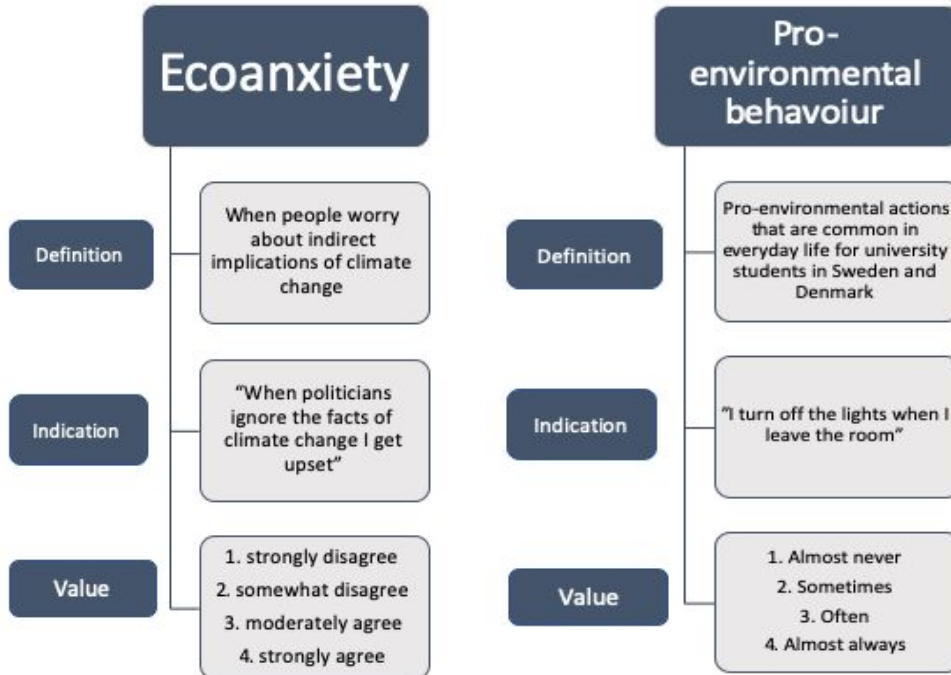 Ecoanxiety
Definition
When people worry
about indirect
implications of climate
change
Indication
“When politicians
ignore the facts of
climate change I get
upset”
Value
1. strongly disagree
2. somewhat disagree
3. moderately agree
4. strongly agree
Pro-
environmental
behavoiur
Definition
Pro-environmental actions
that are common in
everyday life for university
students in Sweden and
Denmark
Indication
”I turn off the lights when I
leave the room”
Value
1. Almost never
2. Sometimes
3. Often
4. Almost always